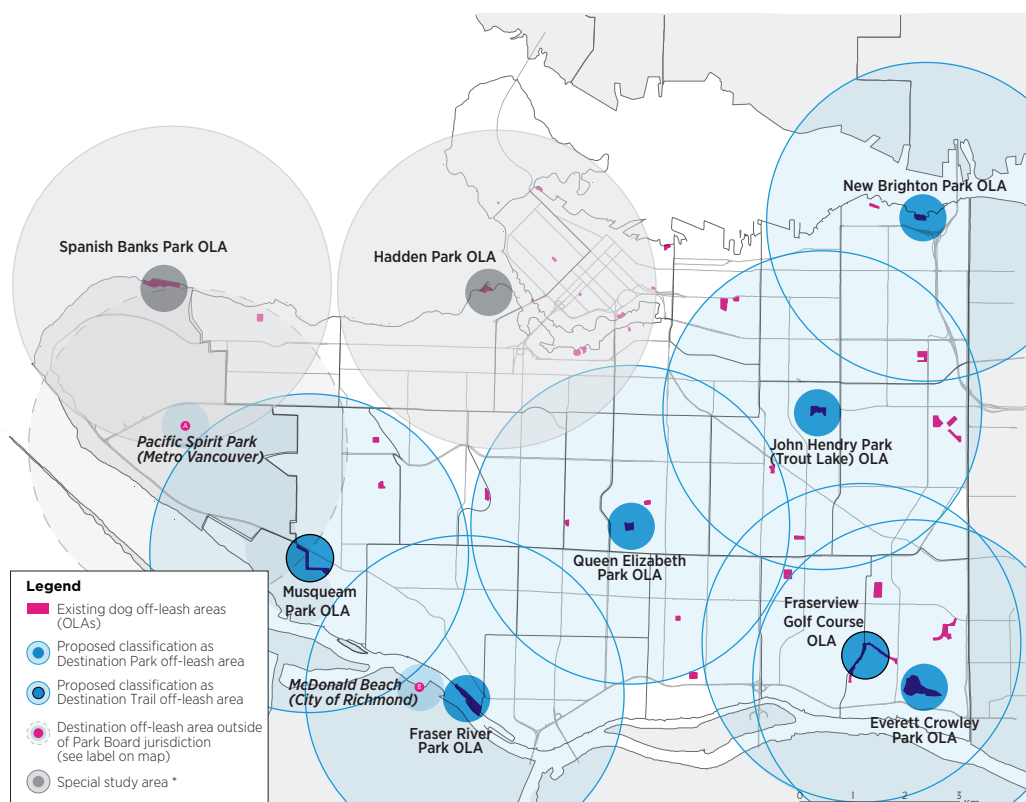 New Brighton Park OLA
Spanish Banks Park OLA
Hadden Park OLA
A
Pacific Spirit Park
(Metro Vancouver)
John Hendry Park
(Trout Lake) OLA
Queen Elizabeth
Park OLA
Musqueam
Park OLA
Fraserview
Golf Course
OLA
McDonald Beach
(City of Richmond)
B
Fraser River
Park OLA
Everett Crowley
Park OLA
Legend
Existing dog off-leash areas
(OLAs)
Proposed classification as
Destination Park off-leash area
Proposed classification as
Destination Trail off-leash area
Destination off-leash area outside
of Park Board jurisdiction
(see label on map)
Special study area *
0 1 2 3
Km